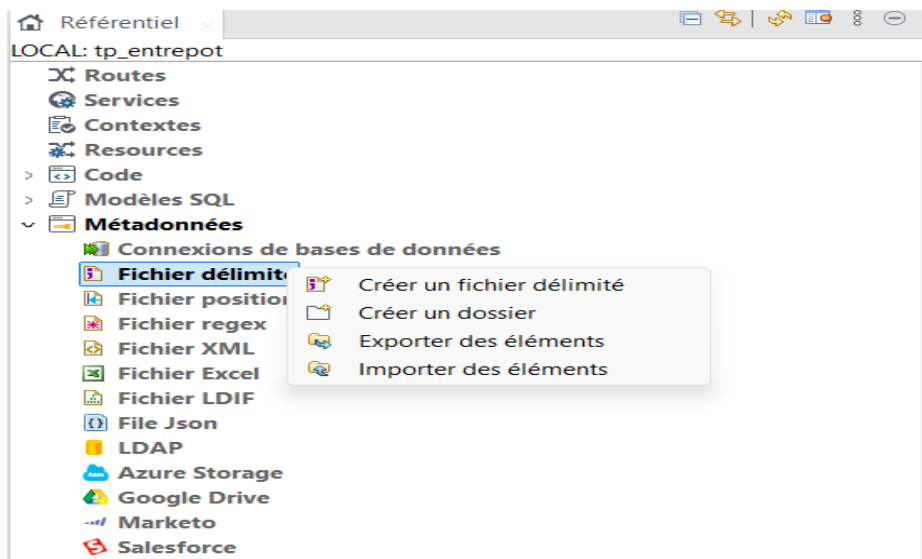 Référentiel
LOCAL: tp_entrepot
Routes
Services
Contextes
Resources
Code
Modèles SQL
Métadonnées
Connexions de bases de données
Fichier délimit
Créer un fichier délimité
Fichier position
Créer un dossier
Fichier regex
Exporter des éléments
Fichier XML
Importer des éléments
Fichier Excel
Fichier LDIF
File Json
LDAP
Azure Storage
Google Drive
Marketo
Salesforce